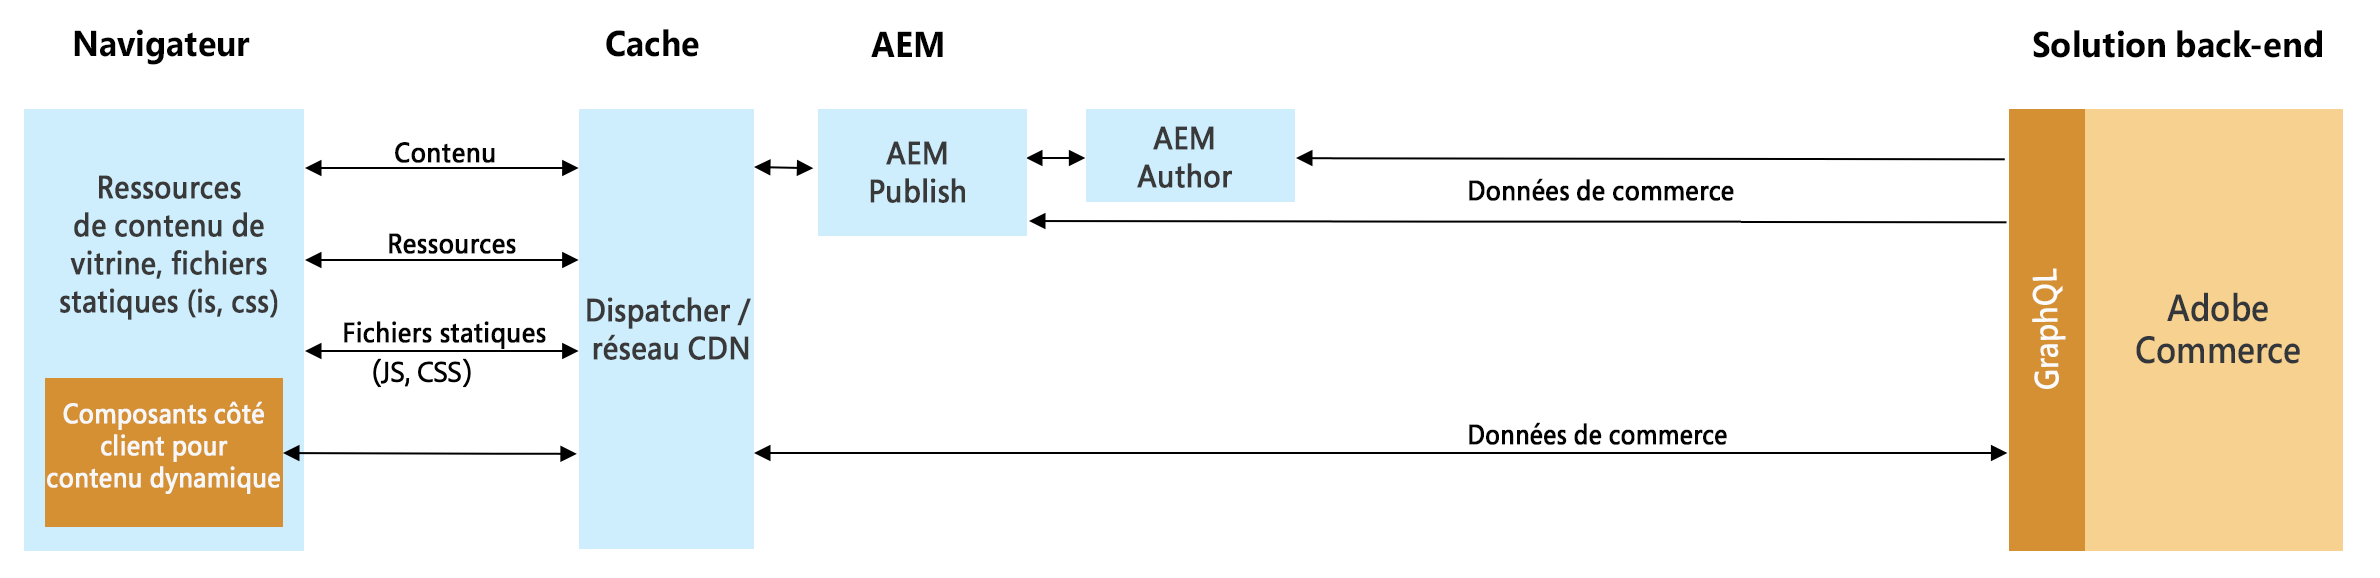 Navigateur
Cache
AEM
Solution back-end
Ressources
de contenu de
vitrine, fichiers
statiques (is, css)
Composants côté
client pour
contenu dynamique
Contenu
Ressources
Fichiers statiques
(JS, CSS)
Dispatcher /
réseau CDN
AEM
Publish
AEM
Author
Données de commerce
Données de commerce
GraphQL
Adobe
Commerce